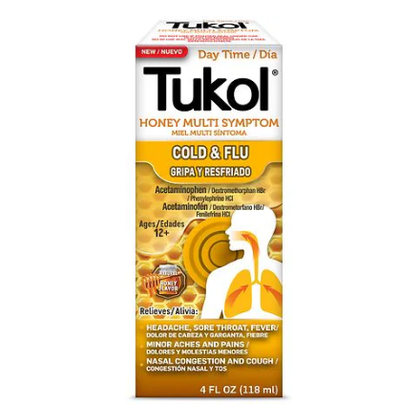 NEW / NUEVO
Day Time / Día
Tukol®
HONEY MULTI SYMPTOM
MIEL MULTI SÍNTOMA
COLD & FLU
GRIPA Y RESFRIADO
Acetaminophen / Dextromethorphan HBr
/ Phenylephrine HCl
Acetaminofén / Dextrometorfano HBr/
Fenilefrina HCl
Ages/Edades
12+
HONEY
FLAVOR
Relieves/Alivia:
HEADACHE, SORE THROAT, FEVER/
DOLOR DE CABEZA Y GARGANTA, FIEBRE
MINOR ACHES AND PAINS /
DOLORES Y MOLESTIAS MENORES
NASAL CONGESTION AND COUGH /
CONGESTIÓN NASAL Y TOS
4 FL OZ (118 ml)